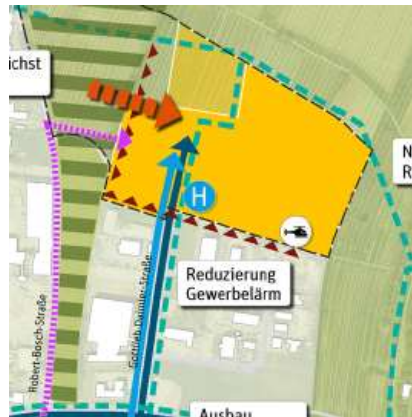 ichst
N
R
H
Reduzierung
Gewerbelärm
Gottlieb-Daimler-Straße
Robert-Bosch-Straße
Ausbau